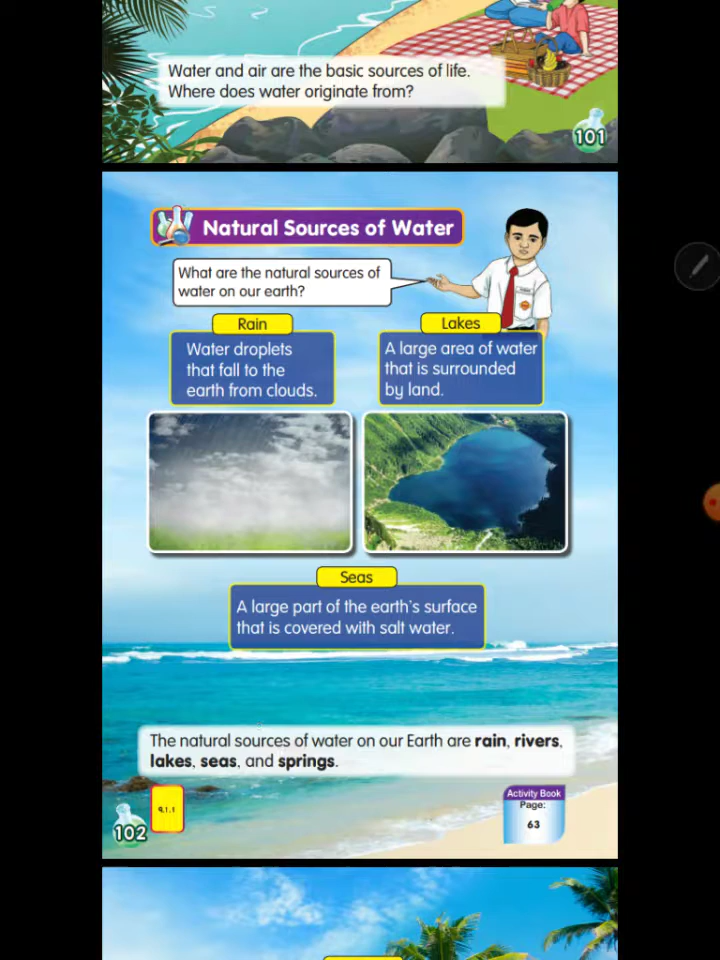 Water and air are the basic sources of life.
Where does water originate from?
101
Natural Sources of Water
What are the natural sources of
water on our earth?
Rain
Water droplets
that fall to the
earth from clouds.
Lakes
A large area of water
that is surrounded
by land.
Seas
A large part of the earth's surface
that is covered with salt water.
The natural sources of water on our Earth are rain, rivers,
lakes, seas, and springs.
102
9.1.1
Activity Book
Page:
63